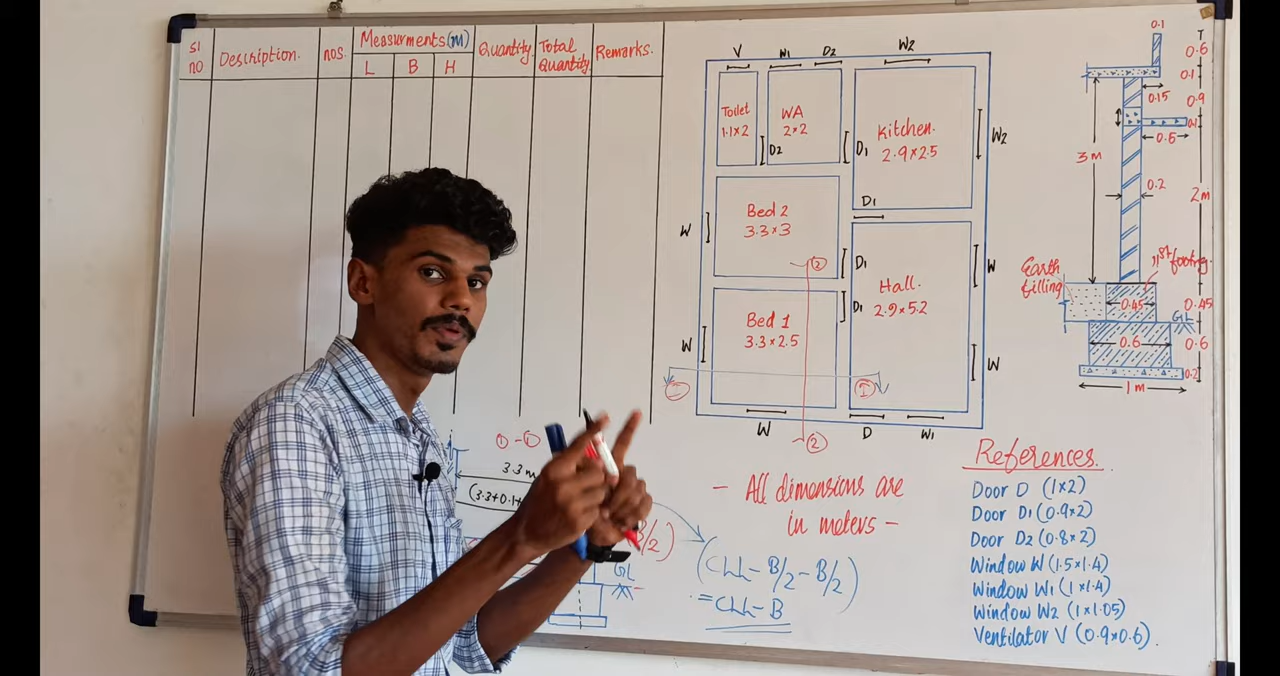 Sl no
Description.
nos.
Measurments (M)
L
B
H
Quantity.
Total Quantity.
Remarks.
V
W1
D2
W2
Toilet
1.1×2
WA
2×2
Kitchen.
2.9×2.5
D2
D1
W2
D1
Bed 2
3.3×3
W
2
D1
Hall.
2.9×5.2
W
Bed 1
3.3×2.5
D1
W
W
1
W
2
D
W1
0.1
0.6
0.1
0.15
0.9
0.6
3m
0.2
2m
Earth filling
1st footing.
0.45
0.45
GL
0.6
0.6
0.2
1m
① - ①
3.3 m
(3.3+0.1+
B/2)
GL
- All dimensions are
in meters -
- B/2 - B/2)
=
- B
References.
Door D (1×2)
Door D1 (0.9×2)
Door D2 (0.8×2)
Window W (1.5×1.4)
Window W1 (1×1.4)
Window W2 (1×1.05)
Ventilator V (0.9×0.6).